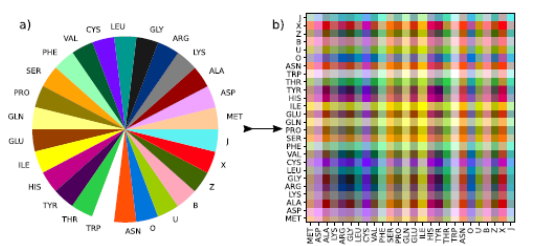 a)
b)
LEU
CYS
GLY
VAL
ARG
PHE
LYS
SER
ALA
PRO
ASP
GLN
MET
GLU
J
ILE
X
HIS
Z
TYR
B
THR
U
TRP
O
ASN
J
X
Z
B
U
O
ASN
TRP
THR
TYR
HIS
ILE
GLU
GLN
PRO
SER
PHE
VAL
CYS
LEU
GLY
ARG
LYS
ALA
ASP
MET
MET ASP ALA LYS ARG GLY LEU CYS VAL PHE SER PRO GLN GLU ILE HIS TYR THR TRP ASN O U B Z X J